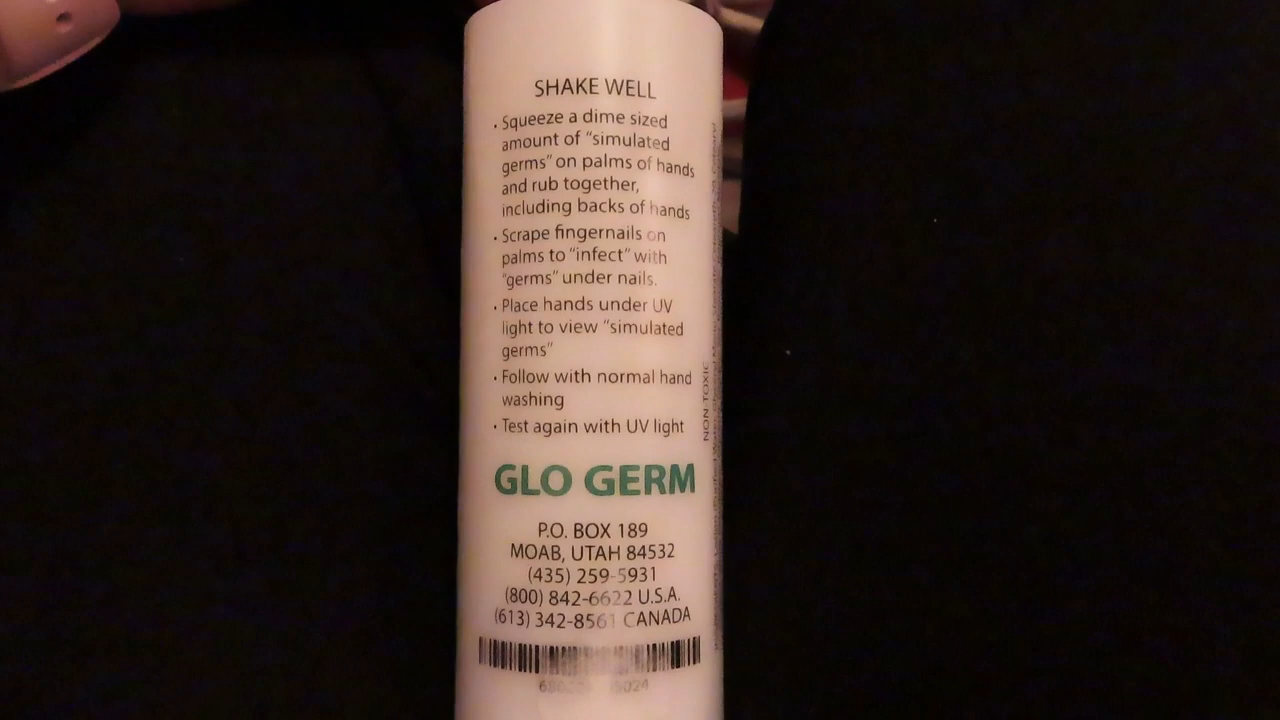 SHAKE WELL
· Squeeze a dime sized
amount of “simulated
germs” on palms of hands
and rub together,
including backs of hands
· Scrape fingernails on
palms to “infect” with
“germs” under nails.
· Place hands under UV
light to view “simulated
germs”
· Follow with normal hand
washing
· Test again with UV light
GLO GERM
P.O. BOX 189
MOAB, UTAH 84532
(435) 259-5931
(800) 842-6622 U.S.A.
(613) 342-8561 CANADA
NON TOXIC